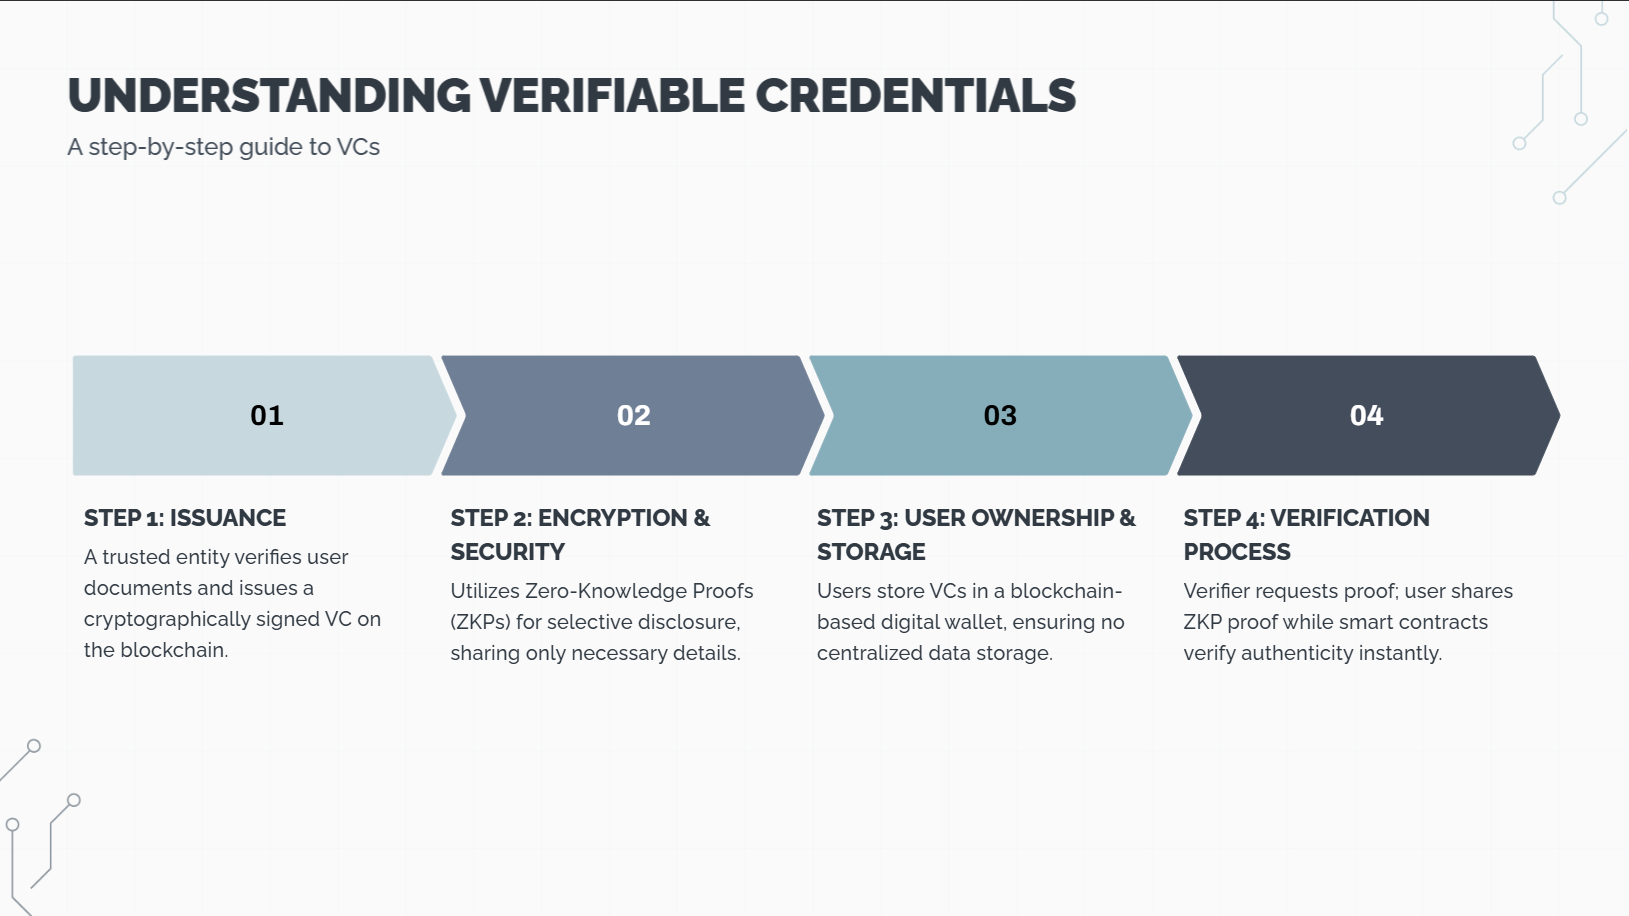 UNDERSTANDING VERIFIABLE CREDENTIALS
A step-by-step guide to VCs
01
02
03
04
STEP 1: ISSUANCE
A trusted entity verifies user
documents and issues a
cryptographically signed VC on
the blockchain.
STEP 2: ENCRYPTION &
SECURITY
Utilizes Zero-Knowledge Proofs
(ZKPs) for selective disclosure,
sharing only necessary details.
STEP 3: USER OWNERSHIP &
STORAGE
Users store VCs in a blockchain-
based digital wallet, ensuring no
centralized data storage.
STEP 4: VERIFICATION
PROCESS
Verifier requests proof; user shares
ZKP proof while smart contracts
verify authenticity instantly.